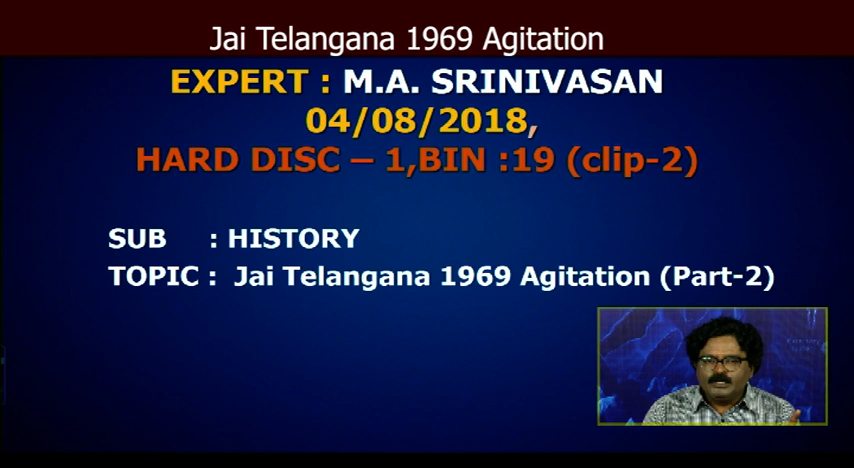 Jai Telangana 1969 Agitation
EXPERT : M.A. SRINIVASAN
04/08/2018,
HARD DISC – 1,BIN :19 (clip-2)
SUB : HISTORY
TOPIC : Jai Telangana 1969 Agitation (Part-2)